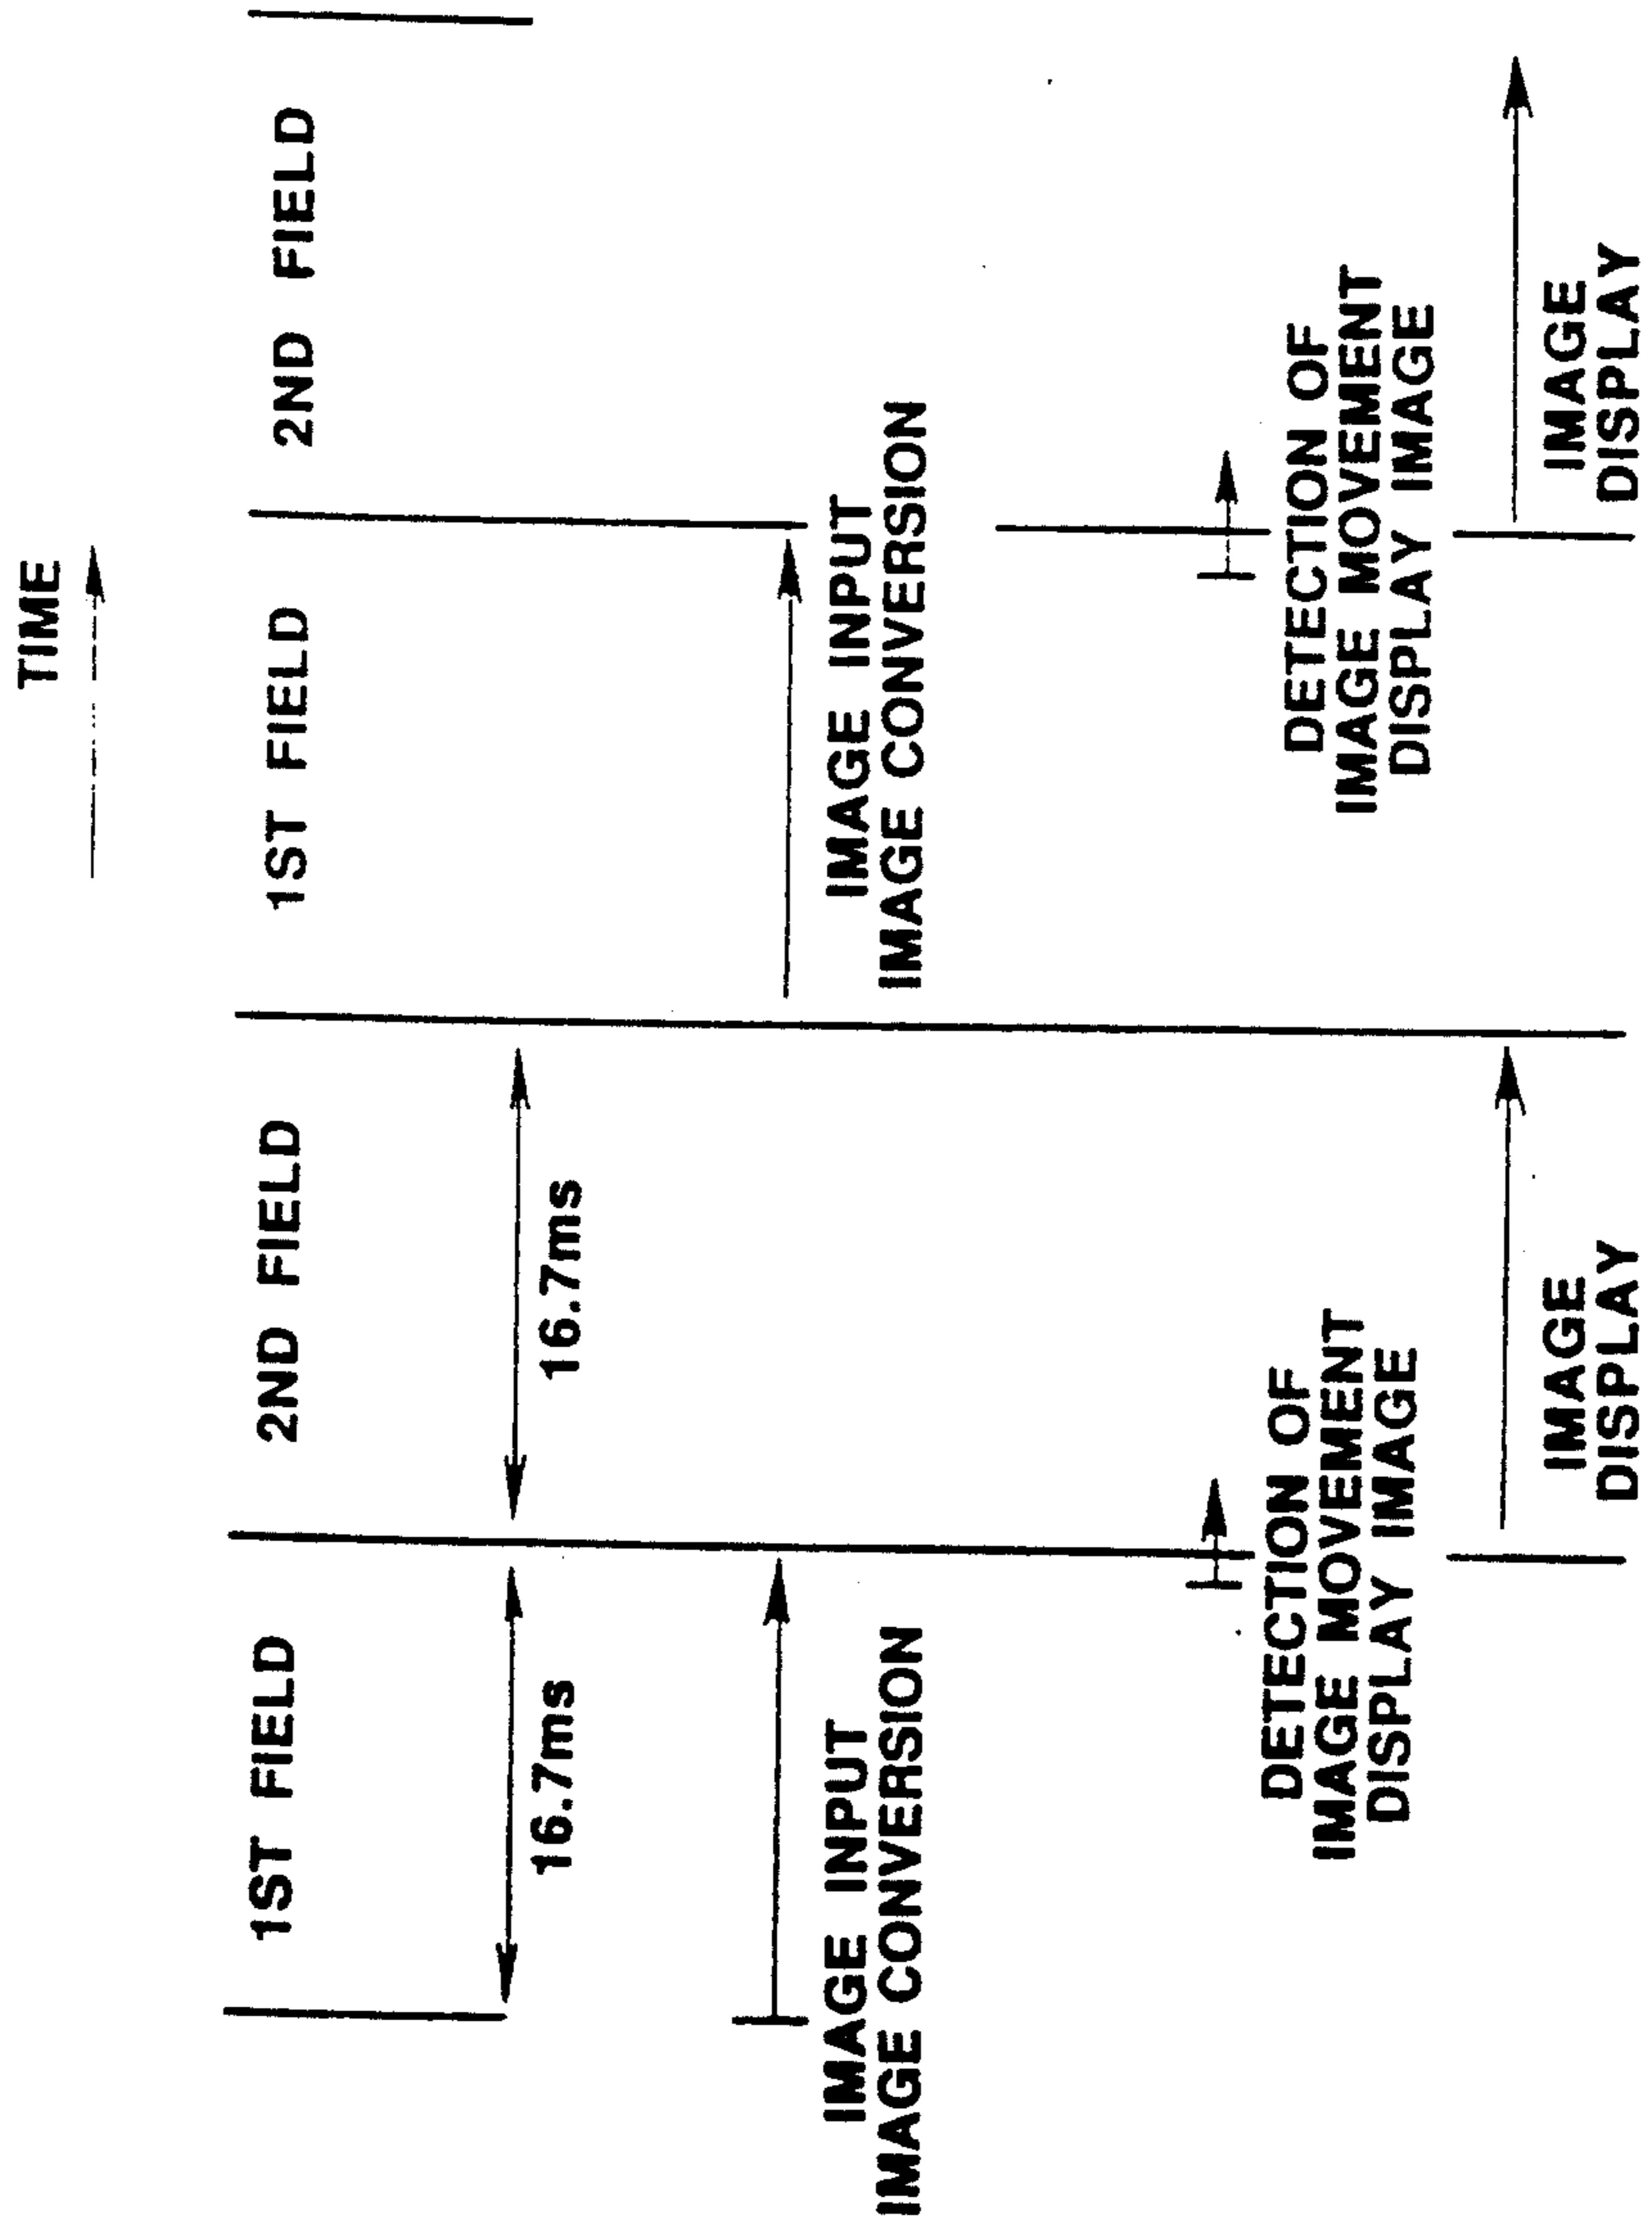 TIME
1ST FIELD
2ND FIELD
1ST FIELD
2ND FIELD
16.7ms
16.7ms
IMAGE INPUT
IMAGE CONVERSION
IMAGE INPUT
IMAGE CONVERSION
DETECTION OF
IMAGE MOVEMENT
DISPLAY IMAGE
DETECTION OF
IMAGE MOVEMENT
DISPLAY IMAGE
IMAGE
DISPLAY
IMAGE
DISPLAY